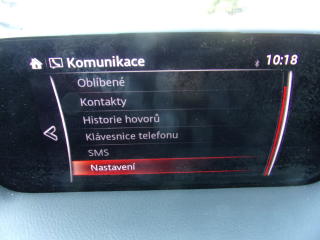 Komunikace 10:18
Oblíbené
Kontakty
Historie hovorů
Klávesnice telefonu
SMS
Nastavení